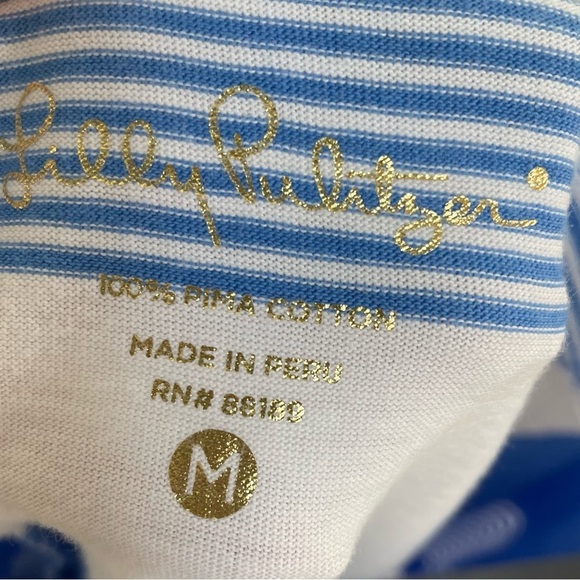 Lilly Pulitzer
100% PIMA COTTON
MADE IN PERU
RN# 88189
M